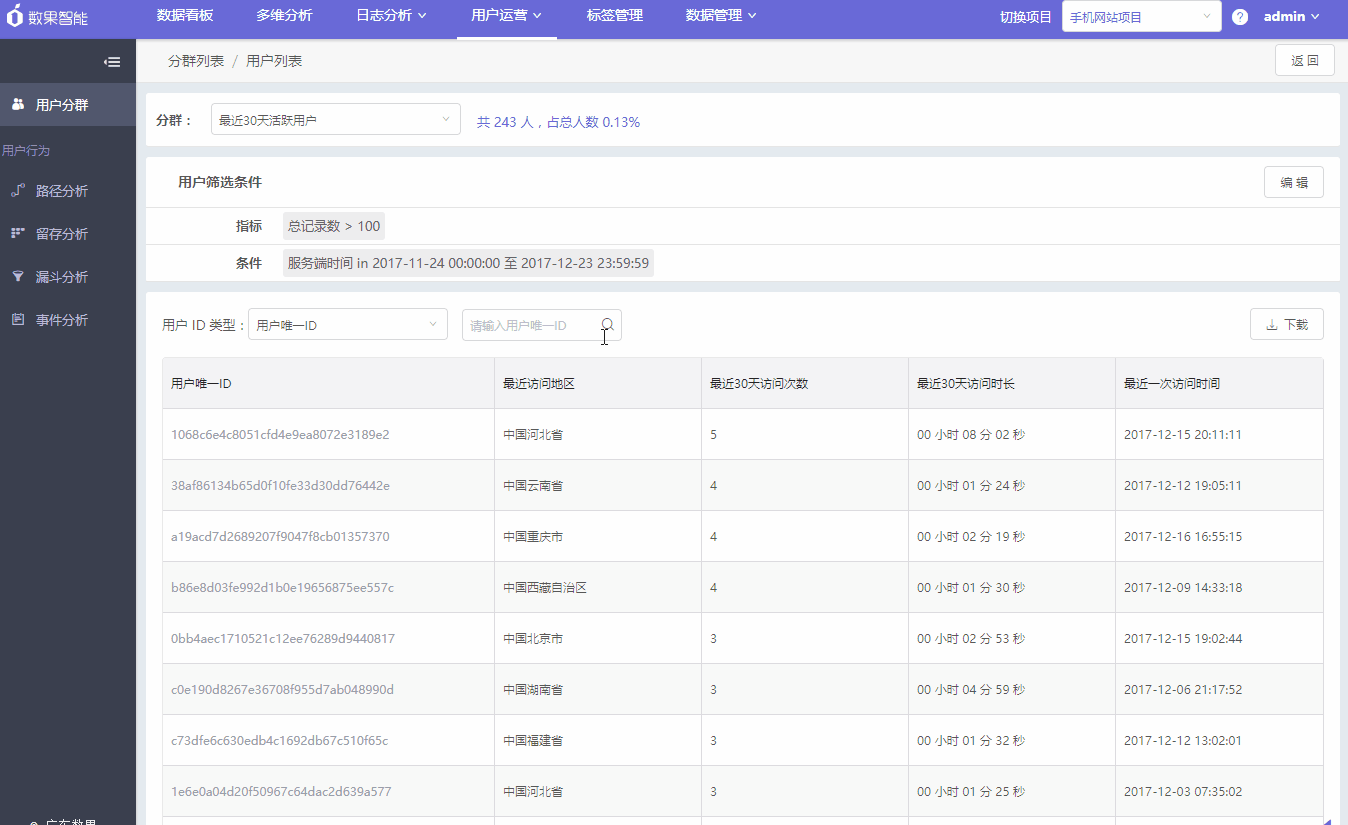 数果智能 数据看板 多维分析 日志分析 用户运营 标签管理 数据管理 切换项目 手机网站项目 ? admin
分群列表 / 用户列表 返 回
用户分群
用户行为
路径分析
留存分析
漏斗分析
事件分析
分群： 最近30天活跃用户 共 243 人，占总人数 0.13%
用户筛选条件 编 辑
指标 总记录数 > 100
条件 服务端时间 in 2017-11-24 00:00:00 至 2017-12-23 23:59:59
用户 ID 类型： 用户唯一ID 请输入用户唯一ID 下载
用户唯一ID 最近访问地区 最近30天访问次数 最近30天访问时长 最近一次访问时间
1068c6e4c8051cfd4e9ea8072e3189e2 中国河北省 5 00 小时 08 分 02 秒 2017-12-15 20:11:11
38af86134b65d0f10fe33d30dd76442e 中国云南省 4 00 小时 01 分 24 秒 2017-12-12 19:05:11
a19acd7d2689207f9047f8cb01357370 中国重庆市 4 00 小时 02 分 19 秒 2017-12-16 16:55:15
b86e8d03fe992d1b0e19656875ee557c 中国西藏自治区 4 00 小时 01 分 30 秒 2017-12-09 14:33:18
0bb4aec1710521c12ee76289d9440817 中国北京市 3 00 小时 02 分 53 秒 2017-12-15 19:02:44
c0e190d8267e36708f955d7ab048990d 中国湖南省 3 00 小时 04 分 59 秒 2017-12-06 21:17:52
c73dfe6c630edb4c1692db67c510f65c 中国福建省 3 00 小时 01 分 32 秒 2017-12-12 13:02:01
1e6e0a04d20f50967c64dac2d639a577 中国河北省 3 00 小时 01 分 25 秒 2017-12-03 07:35:02